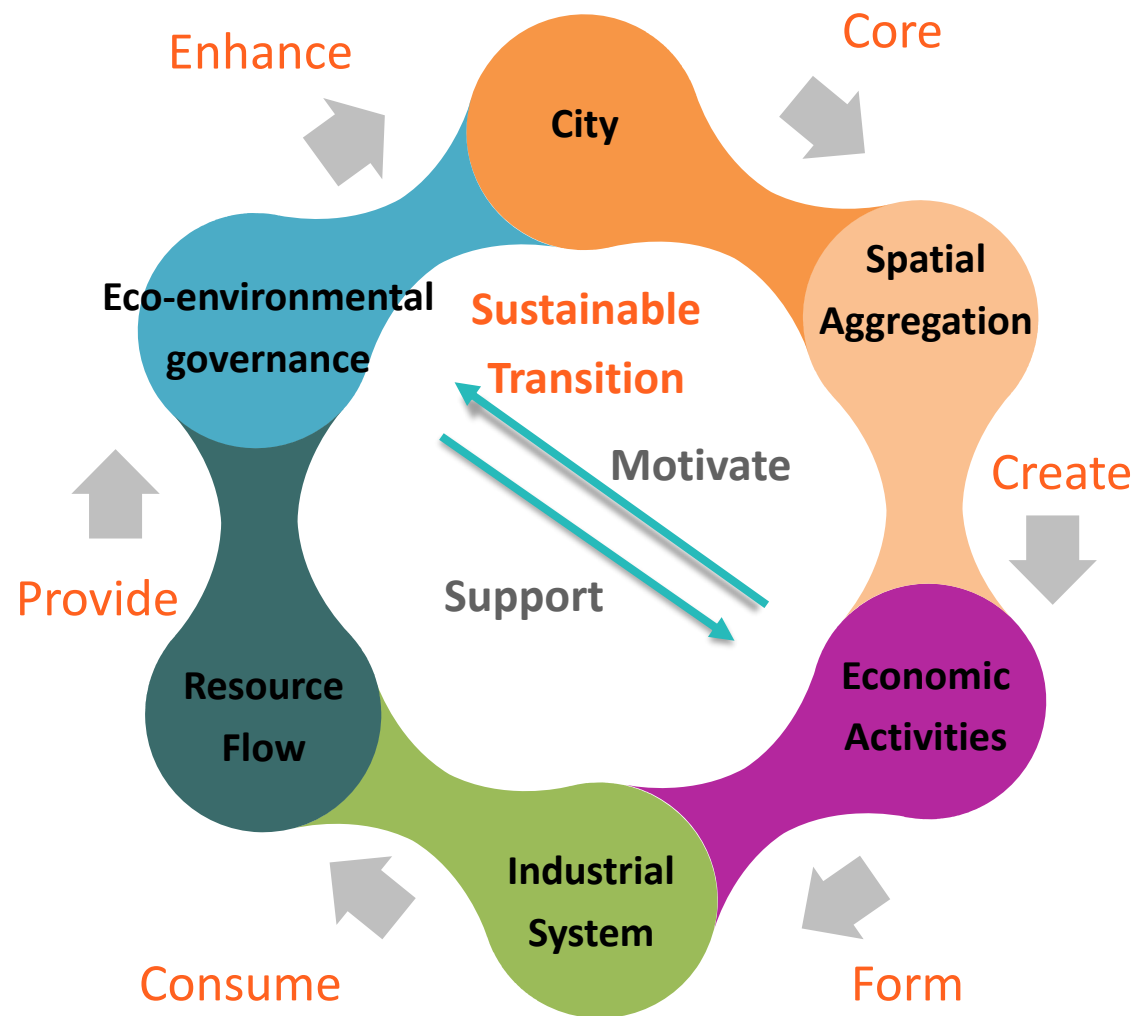 Enhance
Core
City
Spatial
Aggregation
Eco-environmental
governance
Sustainable
Transition
Motivate
Create
Support
Provide
Resource
Flow
Economic
Activities
Industrial
System
Consume
Form